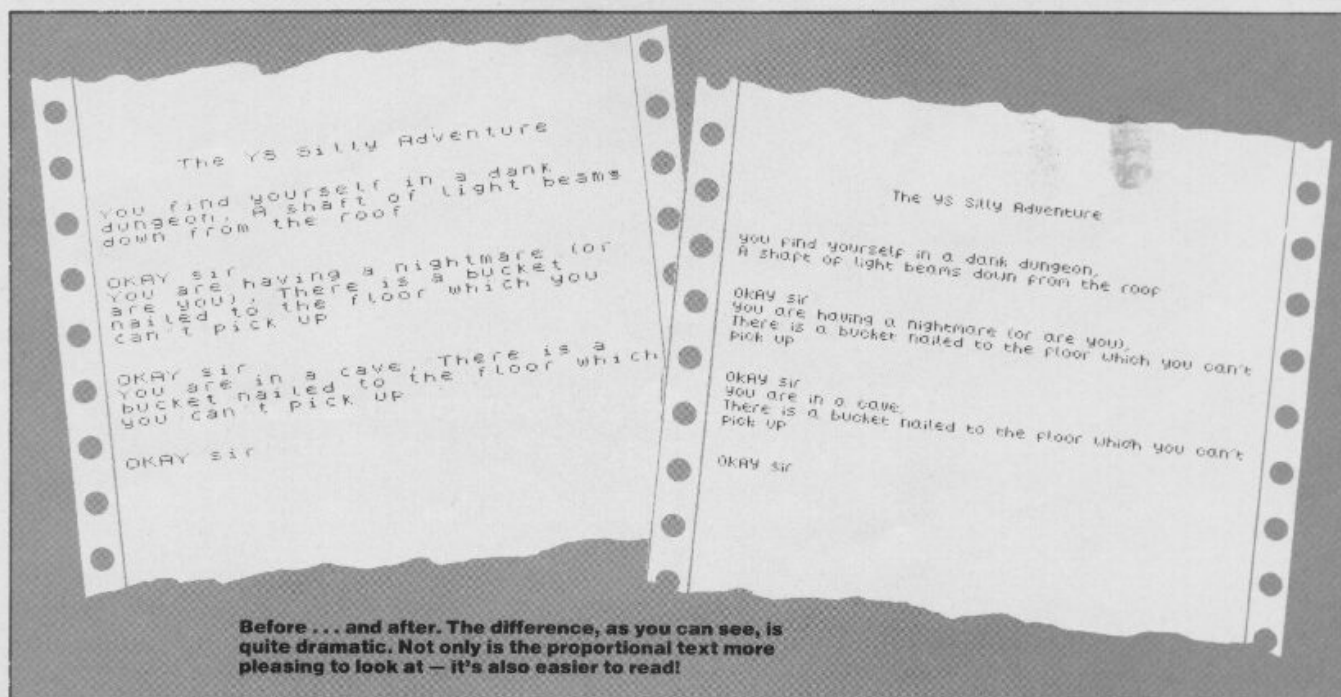 The YS Silly Adventure
You find yourself in a dank
dungeon. A shaft of light beams
down from the roof
OKAY sir
You are having a nightmare (or
are you). There is a bucket
nailed to the floor which you
can't pick up
OKAY sir
You are in a cave. There is a
bucket nailed to the floor which
you can't pick up
OKAY sir
The YS Silly Adventure
You find yourself in a dank dungeon.
A shaft of light beams down from the roof
OKAY sir
You are having a nightmare (or are you).
There is a bucket nailed to the floor which you can't
pick up
OKAY sir
You are in a cave.
There is a bucket nailed to the floor which you can't
pick up
OKAY sir
Before . . . and after. The difference, as you can see, is
quite dramatic. Not only is the proportional text more
pleasing to look at — it's also easier to read!